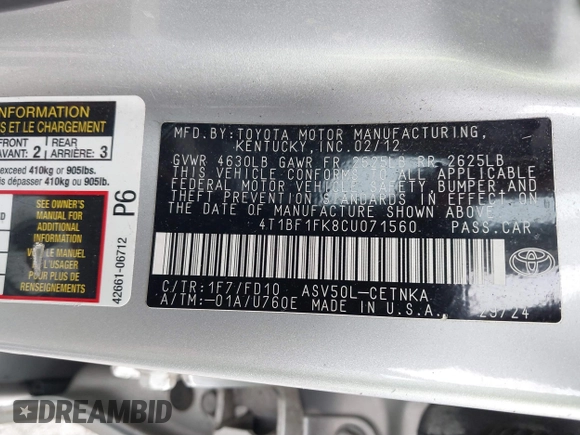 INFORMATION
S ET LE CHARGEMENT
FRONT
AVANT: 2
REAR
ARRIÈRE: 3
exceed 410kg or 905lbs.
dépasser 410kg ou 905lb.
SEE OWNER'S
MANUAL FOR
ADDITIONAL
INFORMATION
VOIR LE MANUEL
DE
L'USAGER
POUR PLUS DE
RENSEIGNEMENTS
P6
42661-06712
MFD.BY:TOYOTA MOTOR MANUFACTURING,
KENTUCKY, INC. 02/12
GVWR 4630LB GAWR FR 2625LB RR 2625LB
THIS VEHICLE CONFORMS TO ALL APPLICABLE
FEDERAL MOTOR VEHICLE SAFETY, BUMPER, AND
THEFT PREVENTION STANDARDS IN EFFECT ON
THE DATE OF MANUFACTURE SHOWN ABOVE.
4T1BF1FK8CU071560 PASS.CAR
C/TR:1F7/FD10 ASV50L-CETNKA
A/TM:-01A/U760E MADE IN U.S.A.
29/24
TOYOTA
DREAMBID